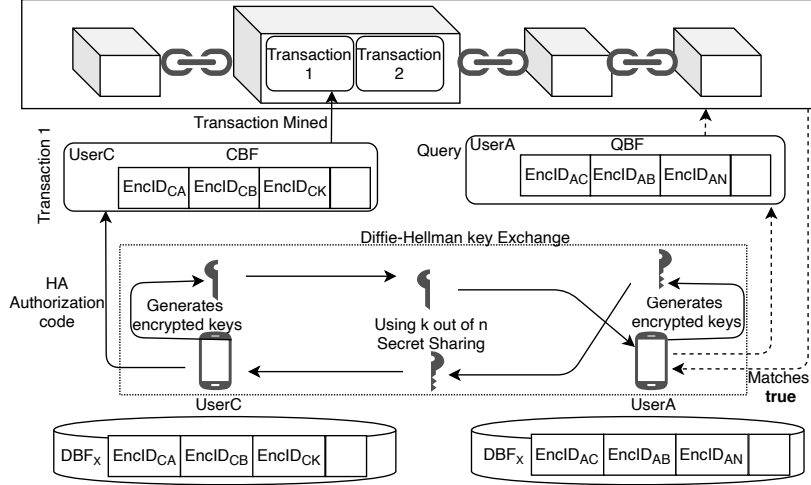 Transaction
1
Transaction
2
Transaction Mined
Transaction 1
UserC
CBF
EncID_CA
EncID_CB
EncID_CK
Query
UserA
QBF
EncID_AC
EncID_AB
EncID_AN
Diffie-Hellman key Exchange
HA
Authorization
code
Generates
encrypted keys
Using k out of n
Secret Sharing
Generates
encrypted keys
Matches
true
UserC
UserA
DBF_X
EncID_CA
EncID_CB
EncID_CK
DBF_X
EncID_AC
EncID_AB
EncID_AN